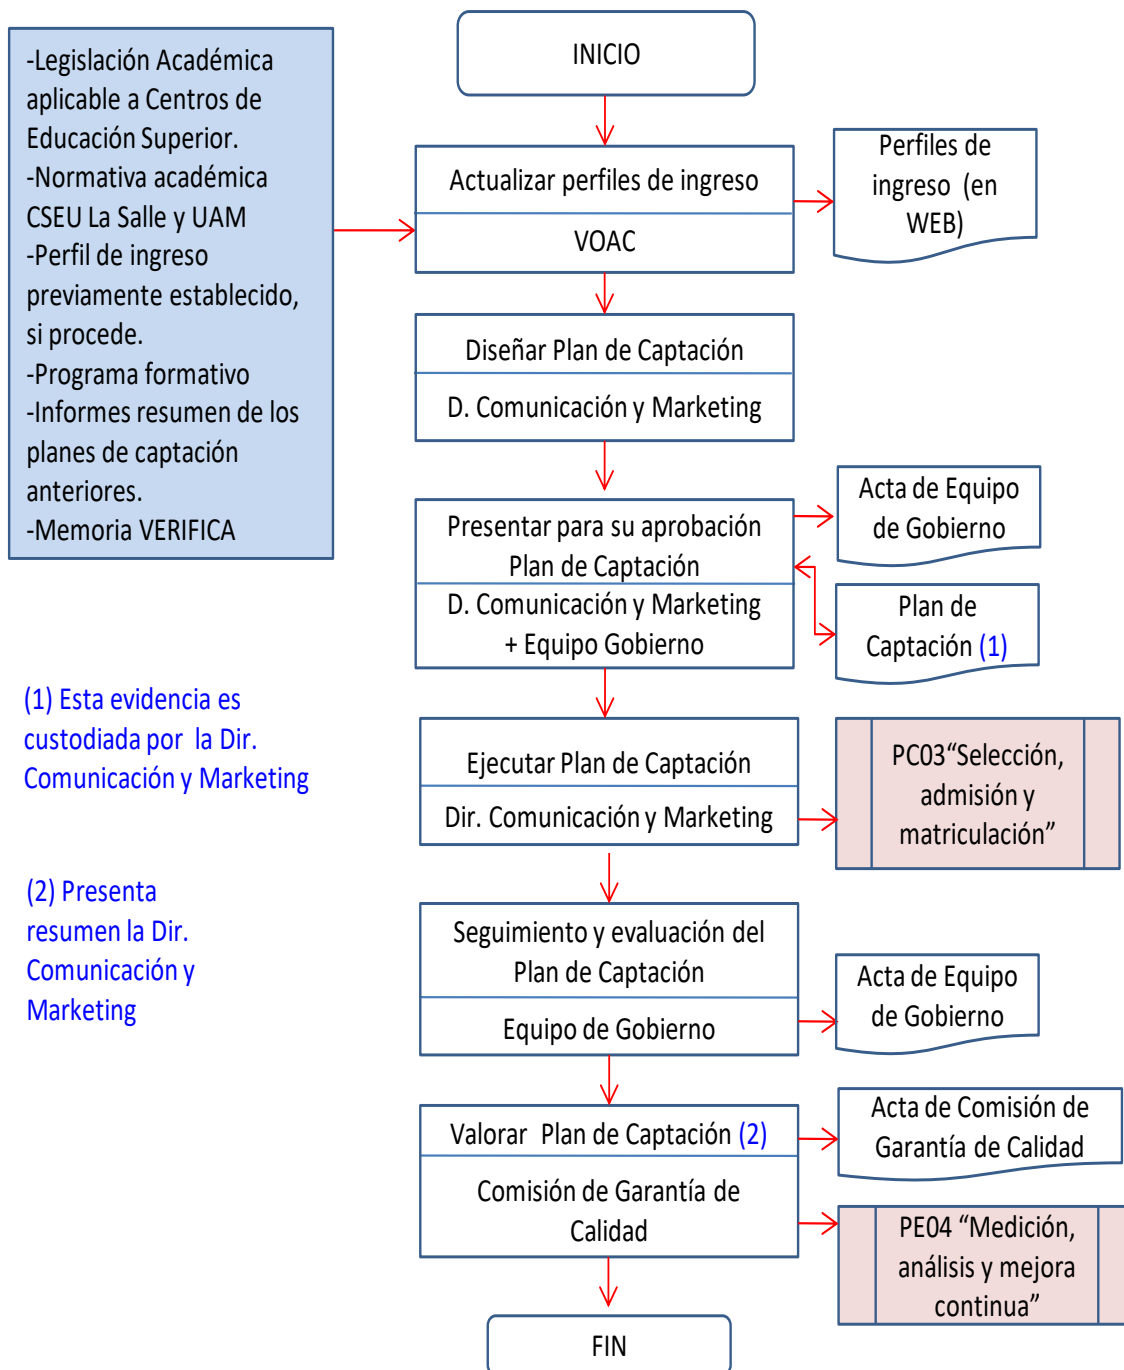 INICIO
-Legislación Académica
aplicable a Centros de
Educación Superior.
-Normativa académica
CSEU La Salle y UAM
-Perfil de ingreso
previamente establecido,
si procede.
-Programa formativo
-Informes resumen de los
planes de captación
anteriores.
-Memoria VERIFICA
Actualizar perfiles de ingreso
VOAC
Perfiles de
ingreso (en
WEB)
Diseñar Plan de Captación
D. Comunicación y Marketing
Presentar para su aprobación
Plan de Captación
D. Comunicación y Marketing
+ Equipo Gobierno
Acta de Equipo
de Gobierno
Plan de
Captación (1)
(1) Esta evidencia es
custodiada por la Dir.
Comunicación y Marketing
Ejecutar Plan de Captación
Dir. Comunicación y Marketing
PC03“Selección,
admisión y
matriculación”
(2) Presenta
resumen la Dir.
Comunicación y
Marketing
Seguimiento y evaluación del
Plan de Captación
Equipo de Gobierno
Acta de Equipo
de Gobierno
Valorar Plan de Captación (2)
Comisión de Garantía de
Calidad
Acta de Comisión de
Garantía de Calidad
PE04 “Medición,
análisis y mejora
continua”
FIN